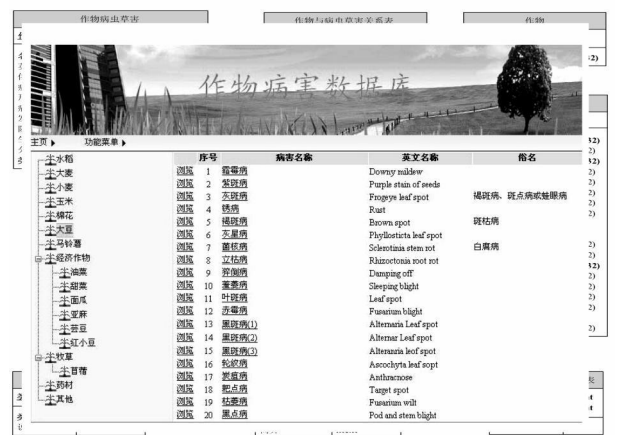 作物病虫草害
作物与病虫草害关系表
作物
作物病害数据库
主页
功能菜单
水稻
大麦
小麦
玉米
棉花
大豆
马铃薯
经济作物
油菜
甜菜
面瓜
亚麻
芸豆
红小豆
牧草
苜蓿
药材
其他
序号 病害名称 英文名称 俗名
浏览 1 霜霉病 Downy mildew
浏览 2 紫斑病 Purple stain of seeds
浏览 3 灰斑病 Frogeye leaf spot 褐斑病、斑点病或蛙眼病
浏览 4 锈病 Rust
浏览 5 褐斑病 Brown spot 斑枯病
浏览 6 灰星病 Phyllosticta leaf spot
浏览 7 菌核病 Sclerotinia stem rot 白腐病
浏览 8 立枯病 Rhizoctonia root rot
浏览 9 猝倒病 Damping off
浏览 10 萎蔫病 Sleeping blight
浏览 11 叶斑病 Leaf spot
浏览 12 赤霉病 Fusarium blight
浏览 13 黑斑病(1) Alternaria Leaf spot
浏览 14 黑斑病(2) Alternar Leaf spot
浏览 15 黑斑病(3) Alteranria leof spot
浏览 16 轮纹病 Ascochyta leaf sopt
浏览 17 炭疽病 Anthracnose
浏览 18 靶点病 Target spot
浏览 19 枯萎病 Fusarium wilt
浏览 20 黑点病 Pod and stem blight